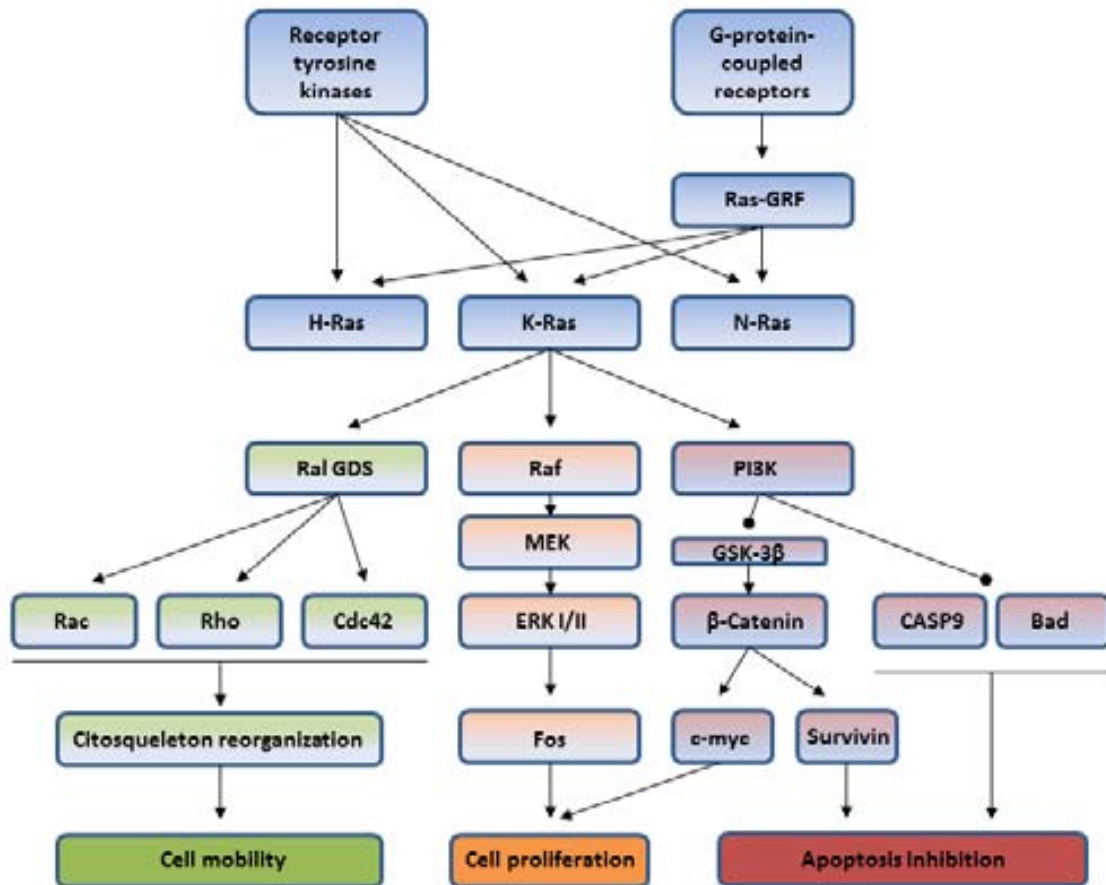 Receptor
tyrosine
kinases
G-protein-
coupled
receptors
Ras-GRF
H-Ras
K-Ras
N-Ras
Ral GDS
Raf
PI3K
MEK
GSK-3β
Rac
Rho
Cdc42
ERK I/II
β-Catenin
CASP9
Bad
Citosqueleton reorganization
Fos
c-myc
Survivin
Cell mobility
Cell proliferation
Apoptosis inhibition